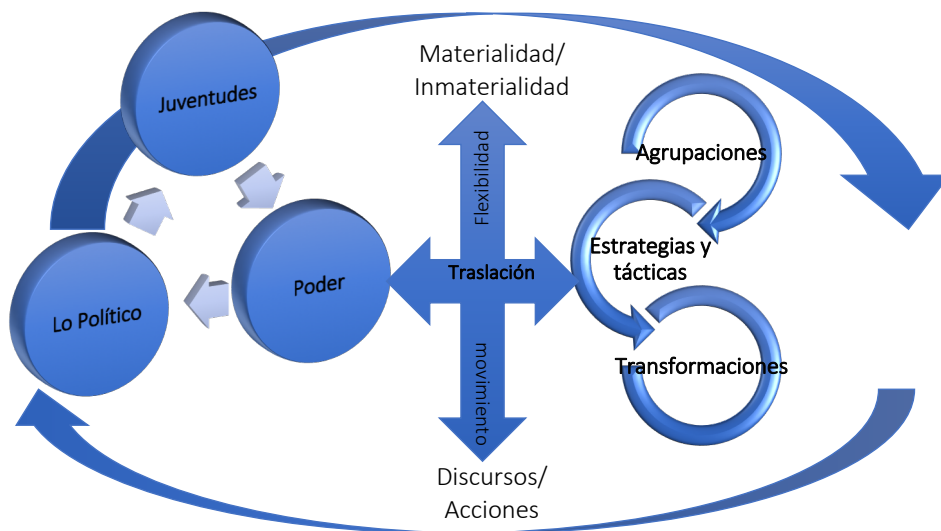 Juventudes
Poder
Lo Político
Materialidad/
Inmaterialidad
Flexibilidad
Traslación
movimiento
Discursos/
Acciones
Agrupaciones
Estrategias y
tácticas
Transformaciones